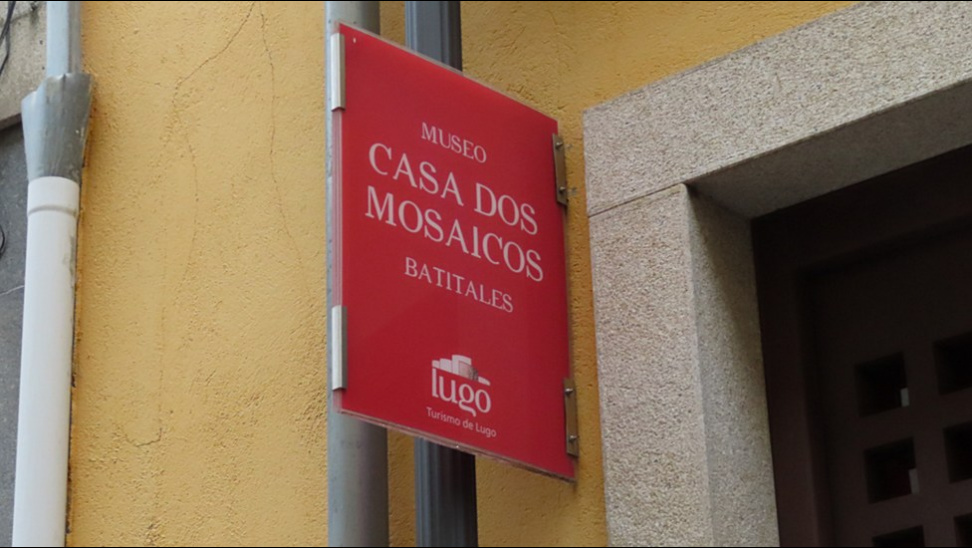 MUSEO
CASA DOS
MOSAICOS
BATITALES
lugo
Turismo de Lugo